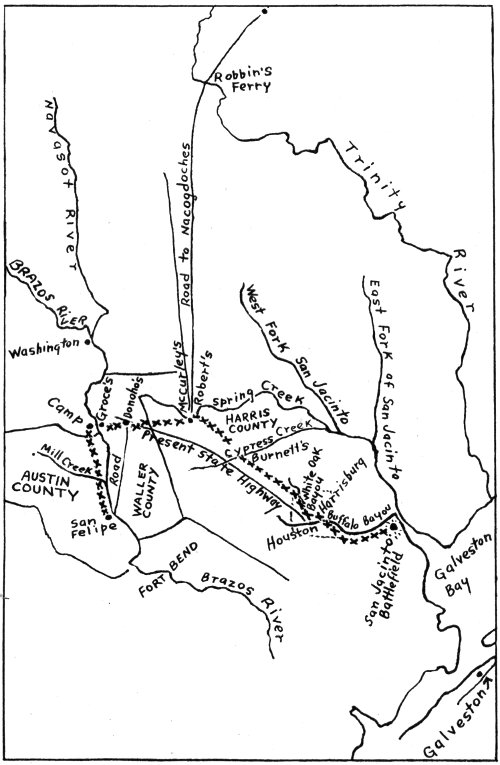 Robbin's
Ferry
Navasot River
Trinity
River
Road to Nacogdoches
BRAZOS RIVER
Washington
West Fork San Jacinto
East Fork of San Jacinto
McCurley's
Robert's
Groce's
Donoho's
Spring Creek
HARRIS
COUNTY
Camp
Cypress Creek
Burnett's
Present State Highway
Mill Creek
AUSTIN
COUNTY
Road
WALLER
COUNTY
White Oak
Bayou
Harrisburg
San
Felipe
Houston
Buffalo Bayou
San Jacinto
Battlefield
Galveston
Bay
FORT BEND
Brazos River
Galveston